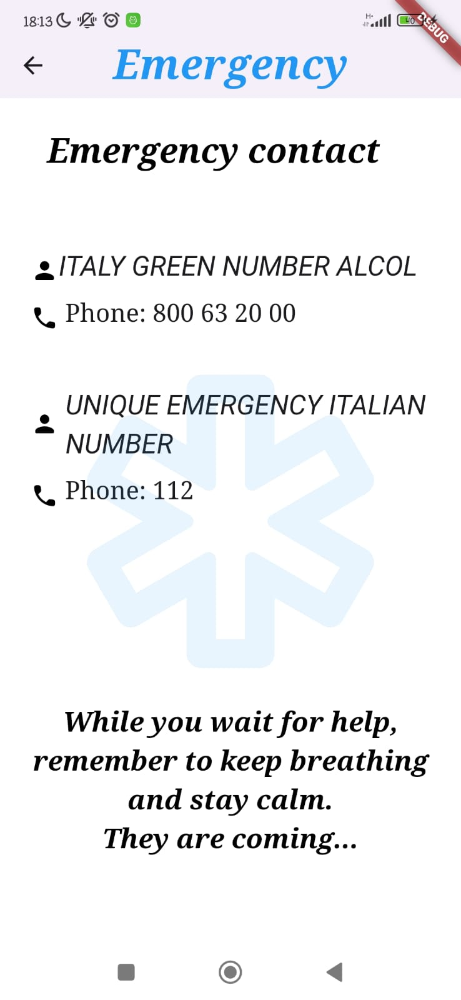 18:13
H+
40
DEBUG
Emergency
Emergency contact
ITALY GREEN NUMBER ALCOL
Phone: 800 63 20 00
UNIQUE EMERGENCY ITALIAN
NUMBER
Phone: 112
While you wait for help,
remember to keep breathing
and stay calm.
They are coming...